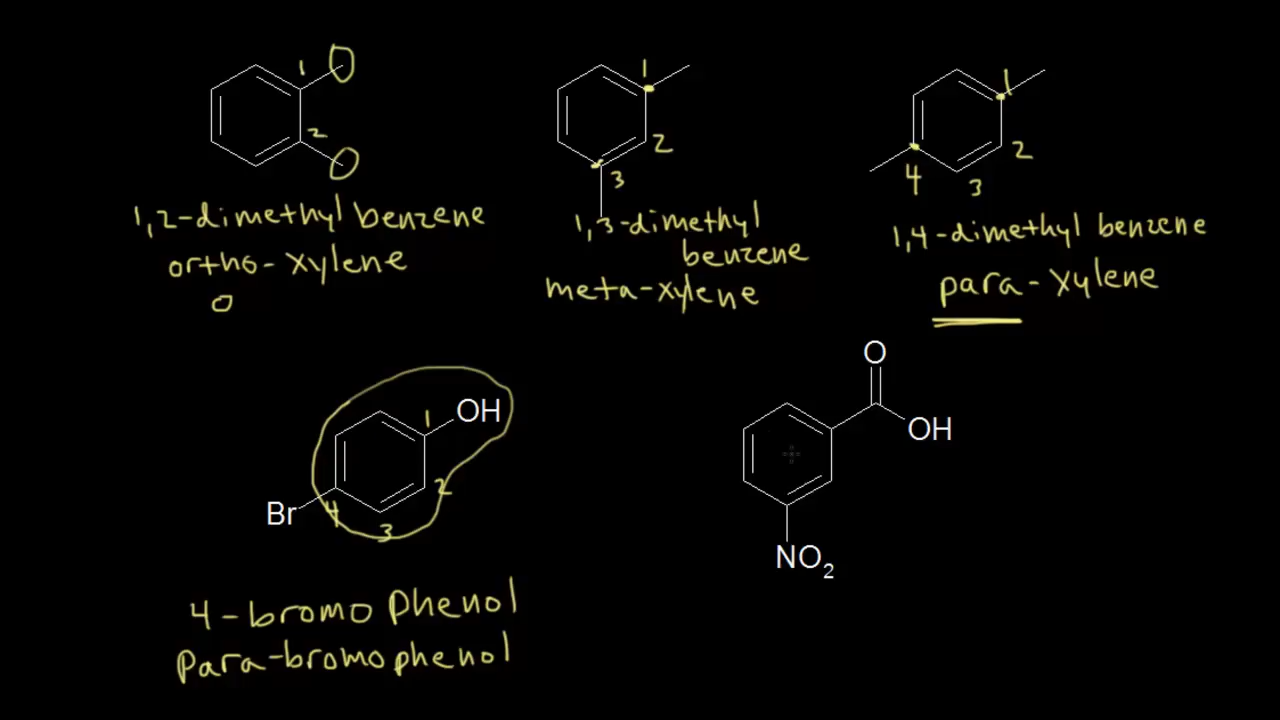 1
2
1,2-dimethyl benzene
ortho-xylene
o
1
2
3
1,3-dimethyl
benzene
meta-xylene
1
2
3
4
1,4-dimethyl benzene
para-xylene
OH
1
2
3
4
Br
4-bromo phenol
Para-bromophenol
O
OH
NO2